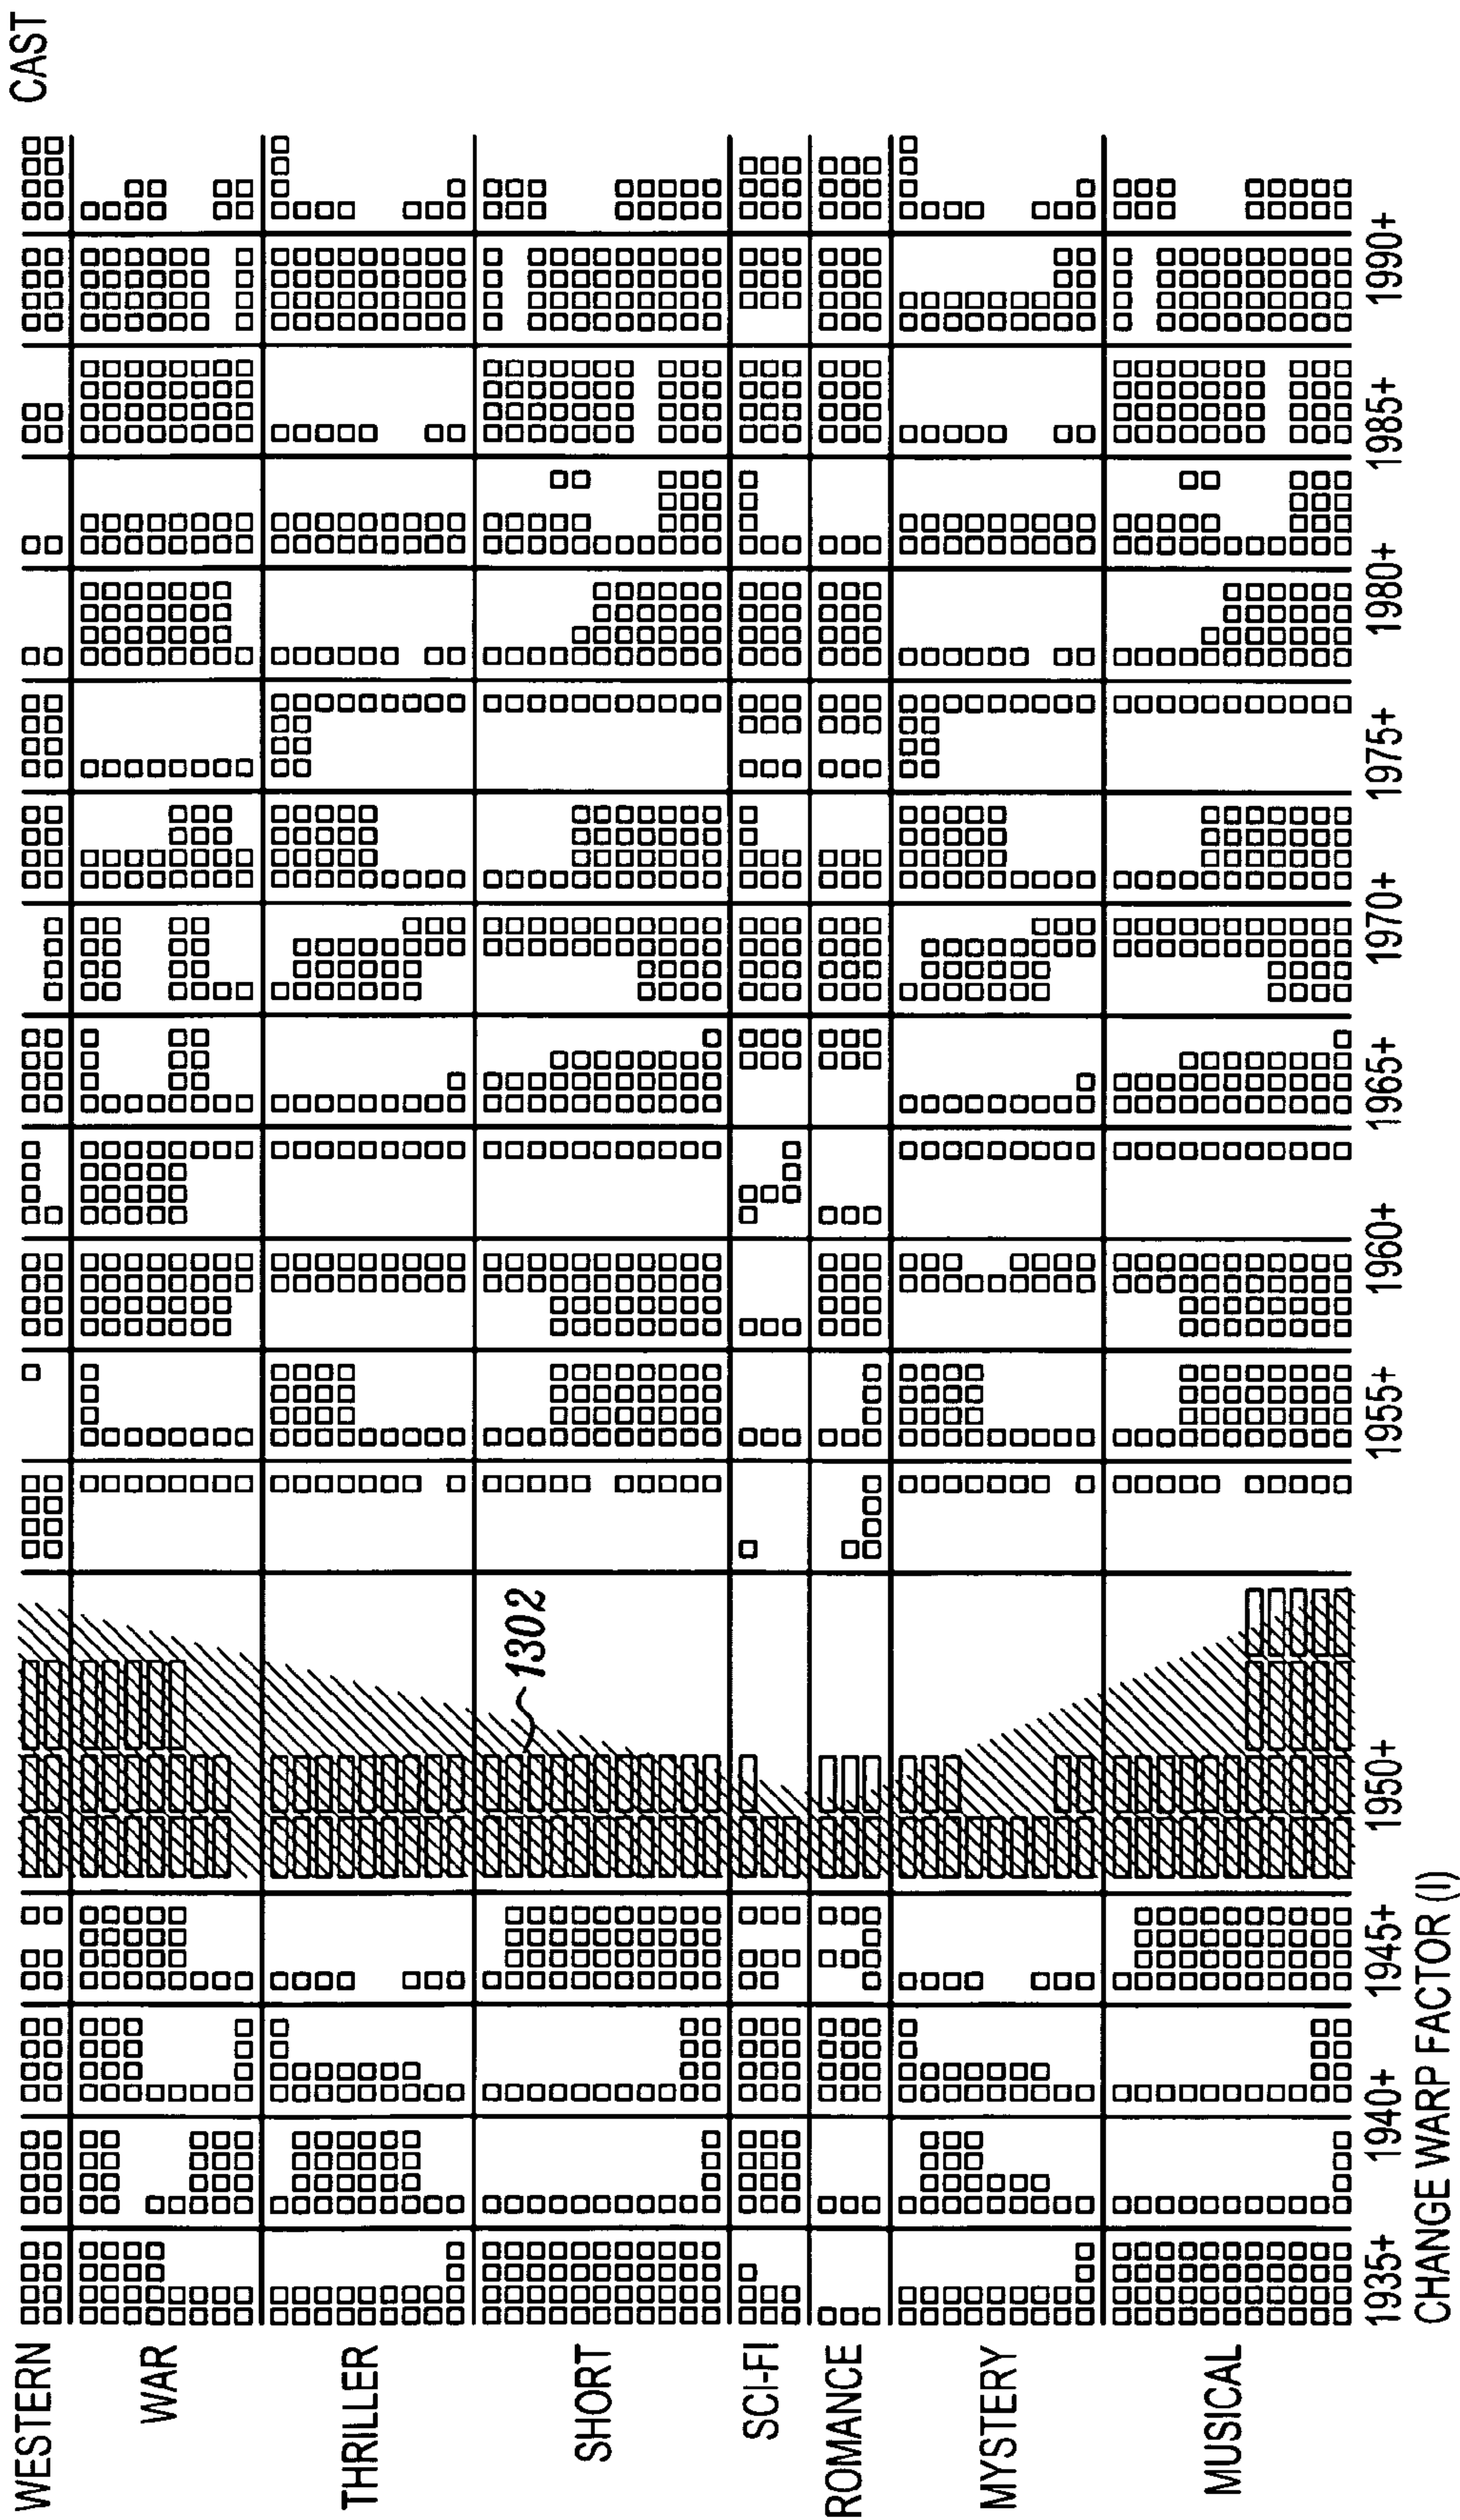 CAST
WESTERN
WAR
THRILLER
SHORT
1302
SCI-FI
ROMANCE
MYSTERY
MUSICAL
1935+ 1940+ 1945+ 1950+ 1955+ 1960+ 1965+ 1970+ 1975+ 1980+ 1985+ 1990+
CHANGE WARP FACTOR (I)